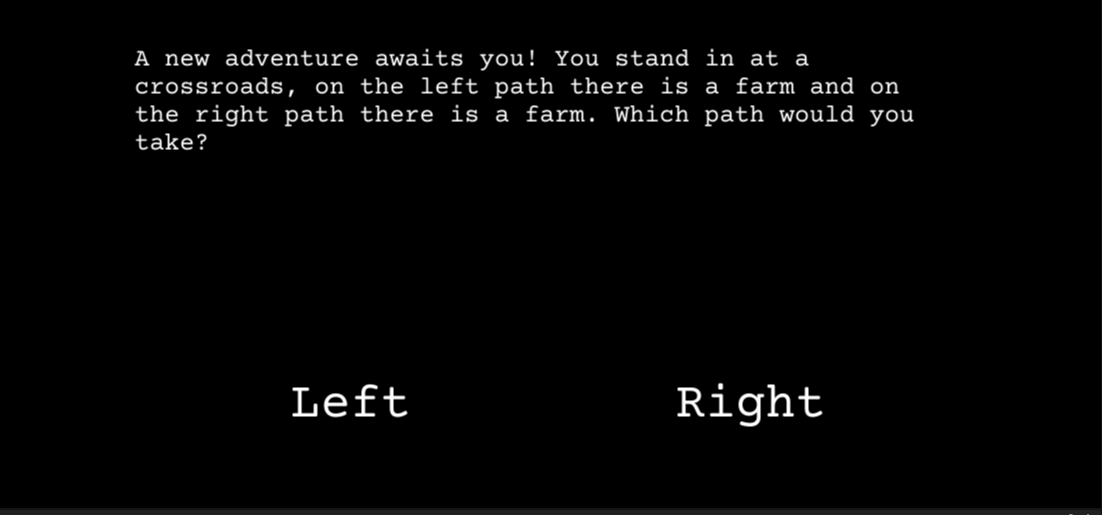 A new adventure awaits you! You stand in at a
crossroads, on the left path there is a farm and on
the right path there is a farm. Which path would you
take?
Left
Right